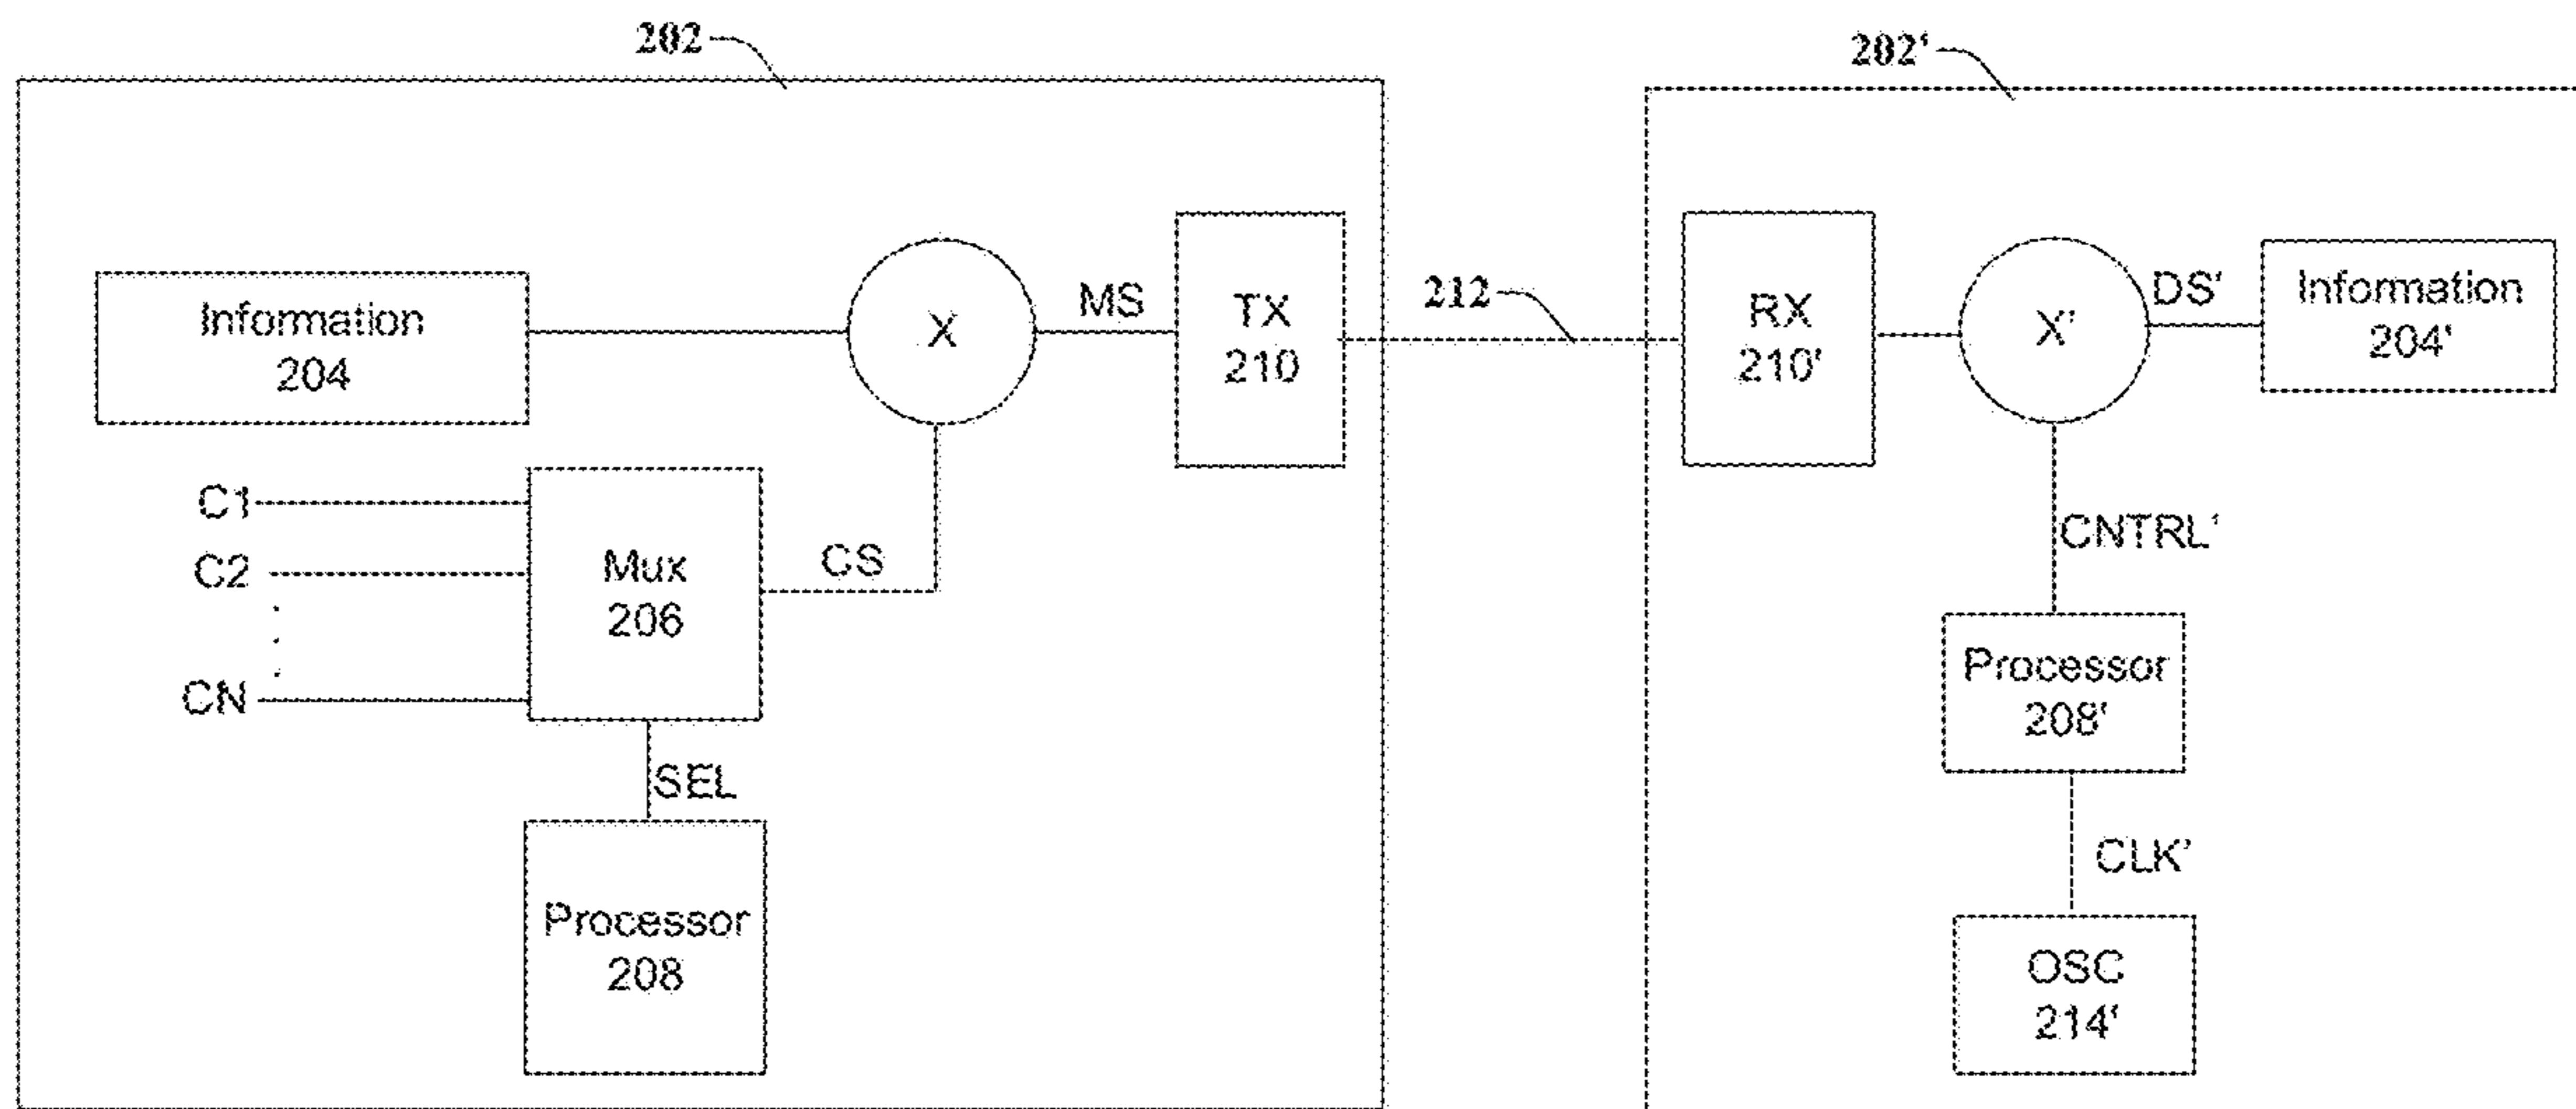 202
202'
Information
204
X
MS
TX
210
212
RX
210'
X'
DS'
Information
204'
C1
C2
CN
Mux
206
CS
SEL
Processor
208
CNTRL'
Processor
208'
CLK'
OSC
214'